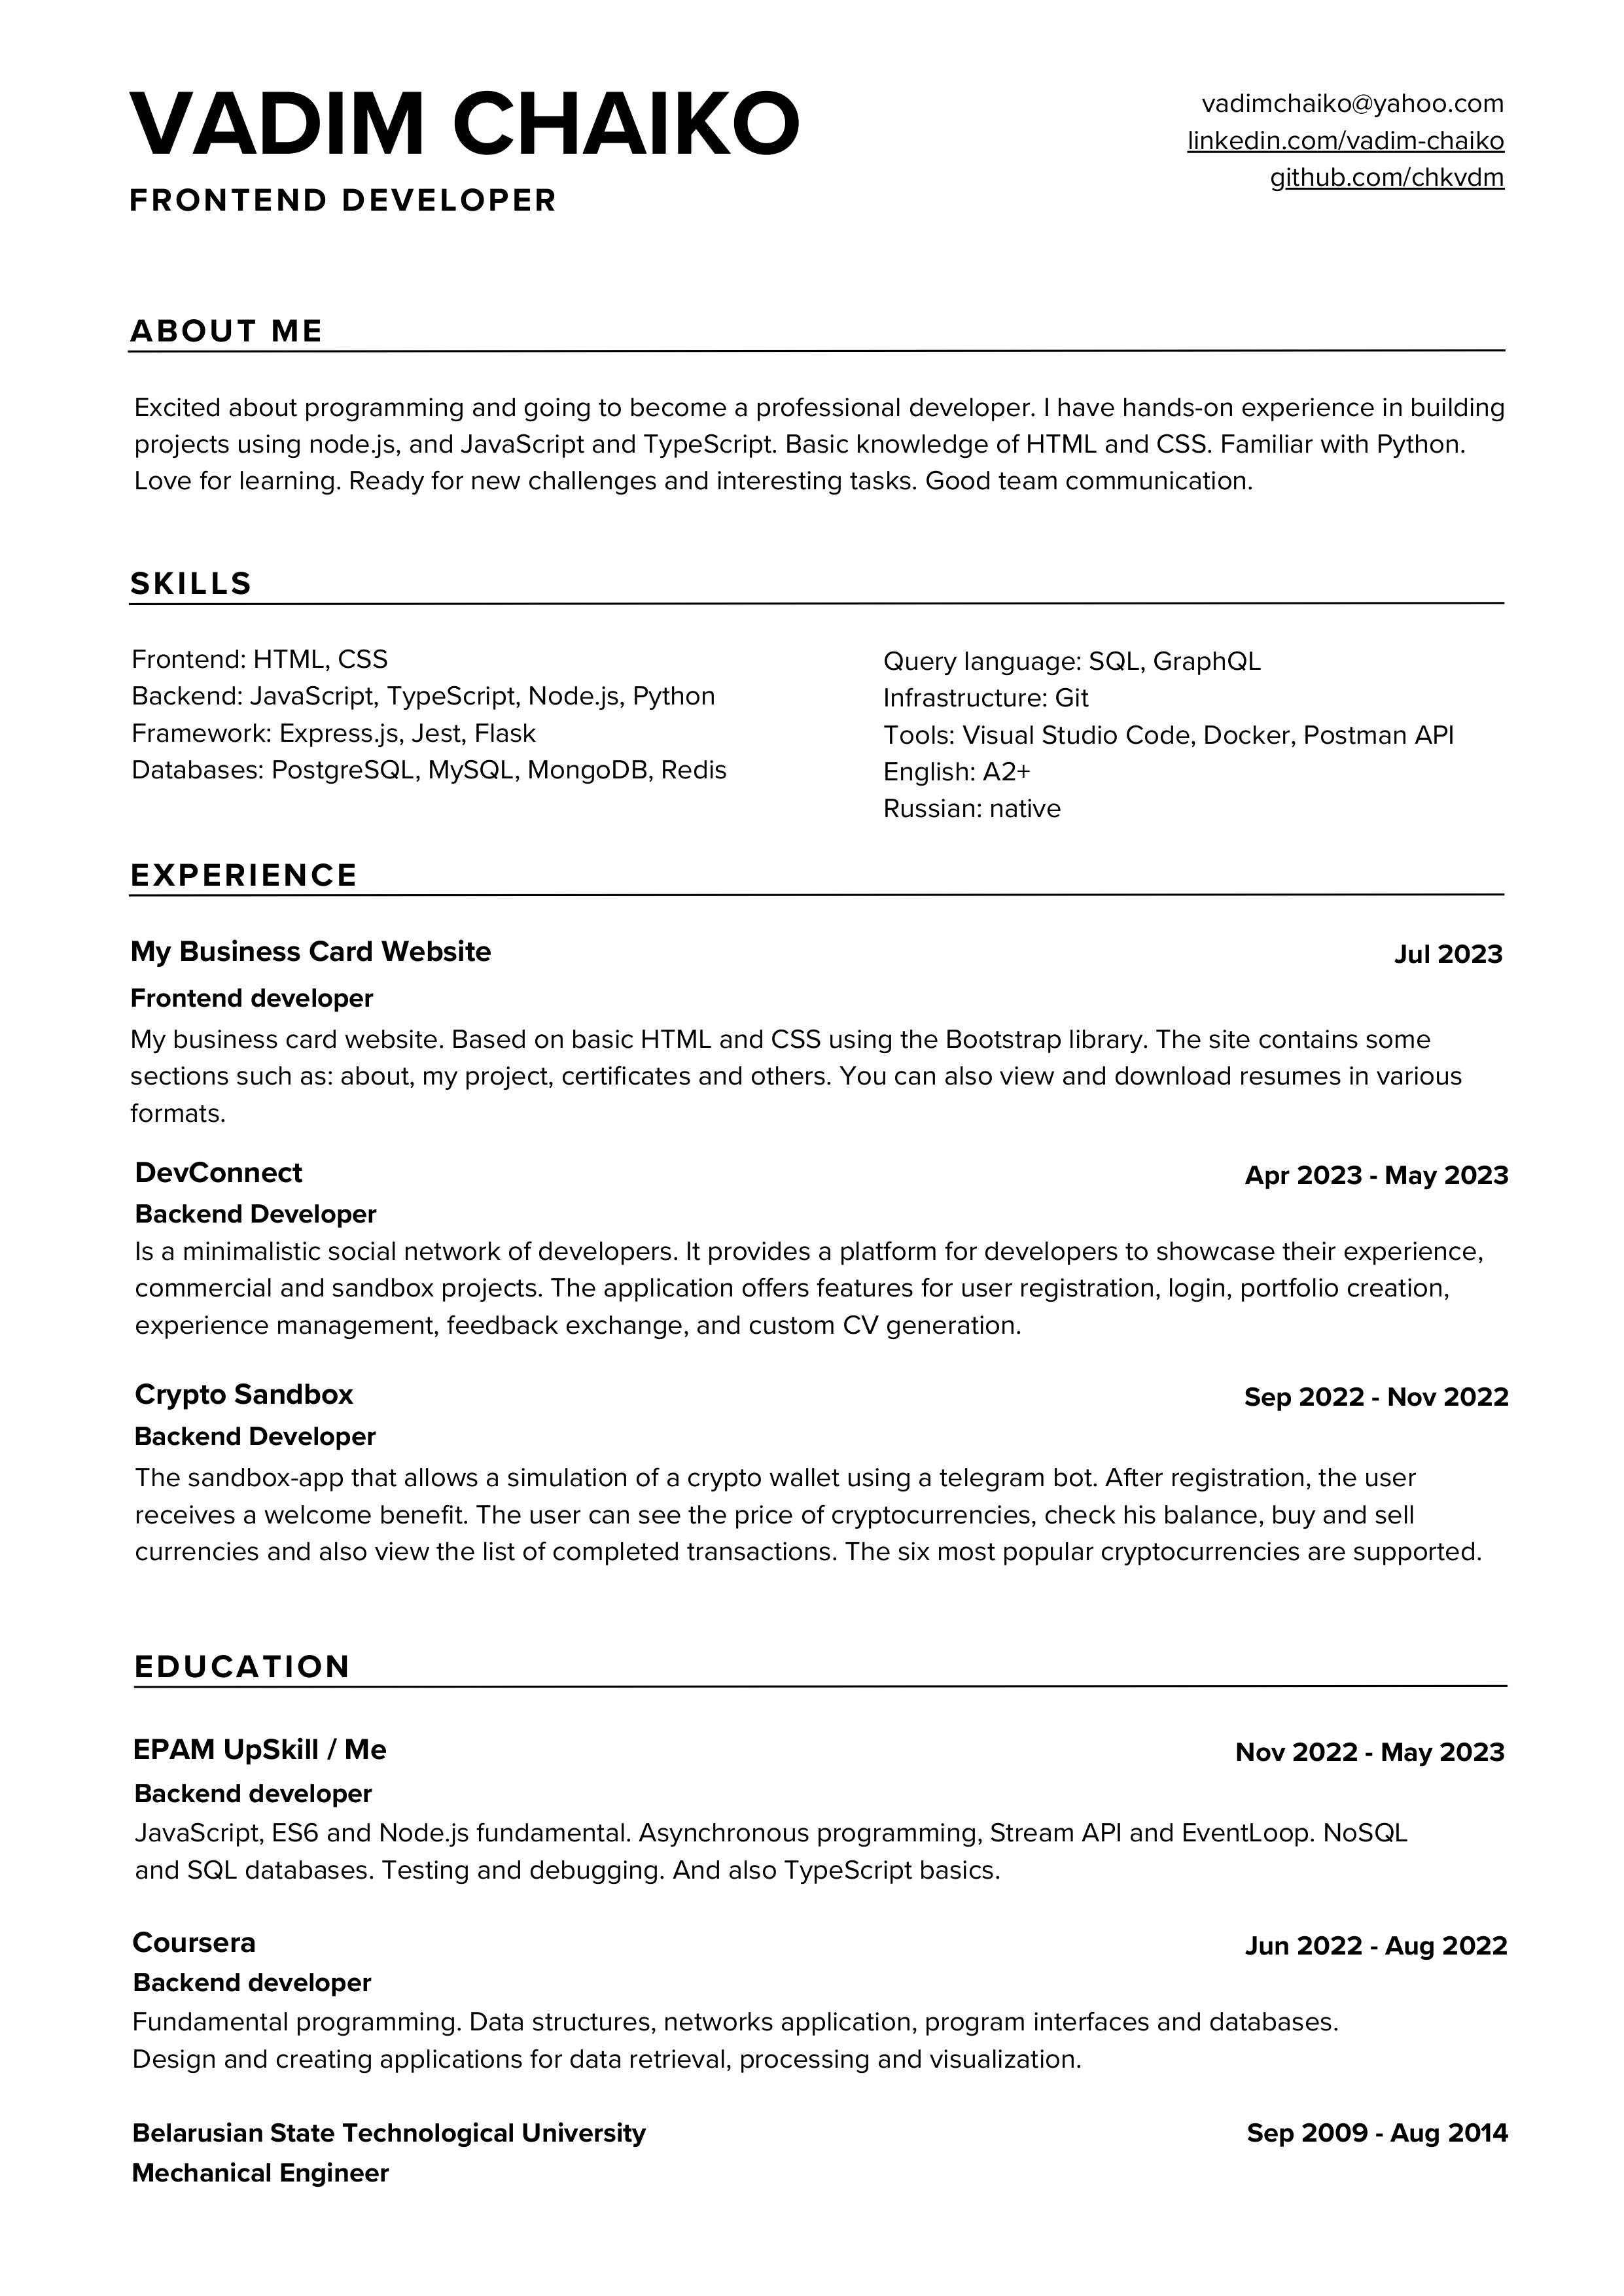 VADIM CHAIKO
FRONTEND DEVELOPER
vadimchaiko@yahoo.com
linkedin.com/vadim-chaiko
github.com/chkvdm
ABOUT ME
Excited about programming and going to become a professional developer. I have hands-on experience in building
projects using node.js, and JavaScript and TypeScript. Basic knowledge of HTML and CSS. Familiar with Python.
Love for learning. Ready for new challenges and interesting tasks. Good team communication.
SKILLS
Frontend: HTML, CSS
Backend: JavaScript, TypeScript, Node.js, Python
Framework: Express.js, Jest, Flask
Databases: PostgreSQL, MySQL, MongoDB, Redis
Query language: SQL, GraphQL
Infrastructure: Git
Tools: Visual Studio Code, Docker, Postman API
English: A2+
Russian: native
EXPERIENCE
My Business Card Website
Jul 2023
Frontend developer
My business card website. Based on basic HTML and CSS using the Bootstrap library. The site contains some
sections such as: about, my project, certificates and others. You can also view and download resumes in various
formats.
DevConnect
Apr 2023 - May 2023
Backend Developer
Is a minimalistic social network of developers. It provides a platform for developers to showcase their experience,
commercial and sandbox projects. The application offers features for user registration, login, portfolio creation,
experience management, feedback exchange, and custom CV generation.
Crypto Sandbox
Sep 2022 - Nov 2022
Backend Developer
The sandbox-app that allows a simulation of a crypto wallet using a telegram bot. After registration, the user
receives a welcome benefit. The user can see the price of cryptocurrencies, check his balance, buy and sell
currencies and also view the list of completed transactions. The six most popular cryptocurrencies are supported.
EDUCATION
EPAM UpSkill / Me
Nov 2022 - May 2023
Backend developer
JavaScript, ES6 and Node.js fundamental. Asynchronous programming, Stream API and EventLoop. NoSQL
and SQL databases. Testing and debugging. And also TypeScript basics.
Coursera
Jun 2022 - Aug 2022
Backend developer
Fundamental programming. Data structures, networks application, program interfaces and databases.
Design and creating applications for data retrieval, processing and visualization.
Belarusian State Technological University
Sep 2009 - Aug 2014
Mechanical Engineer